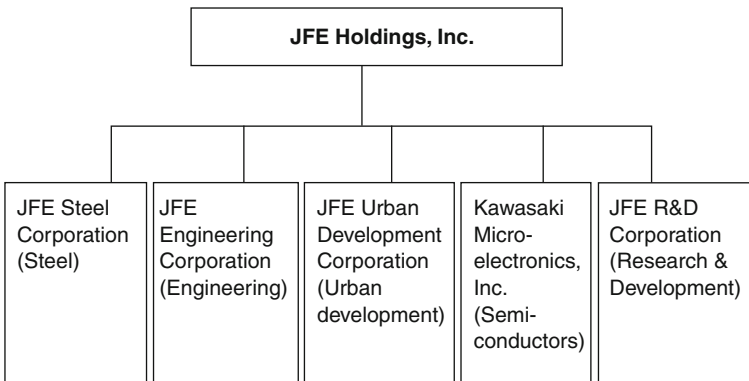 JFE Holdings, Inc.
JFE Steel
Corporation
(Steel)
JFE
Engineering
Corporation
(Engineering)
JFE Urban
Development
Corporation
(Urban
development)
Kawasaki
Micro-
electronics,
Inc.
(Semi-
conductors)
JFE R&D
Corporation
(Research &
Development)